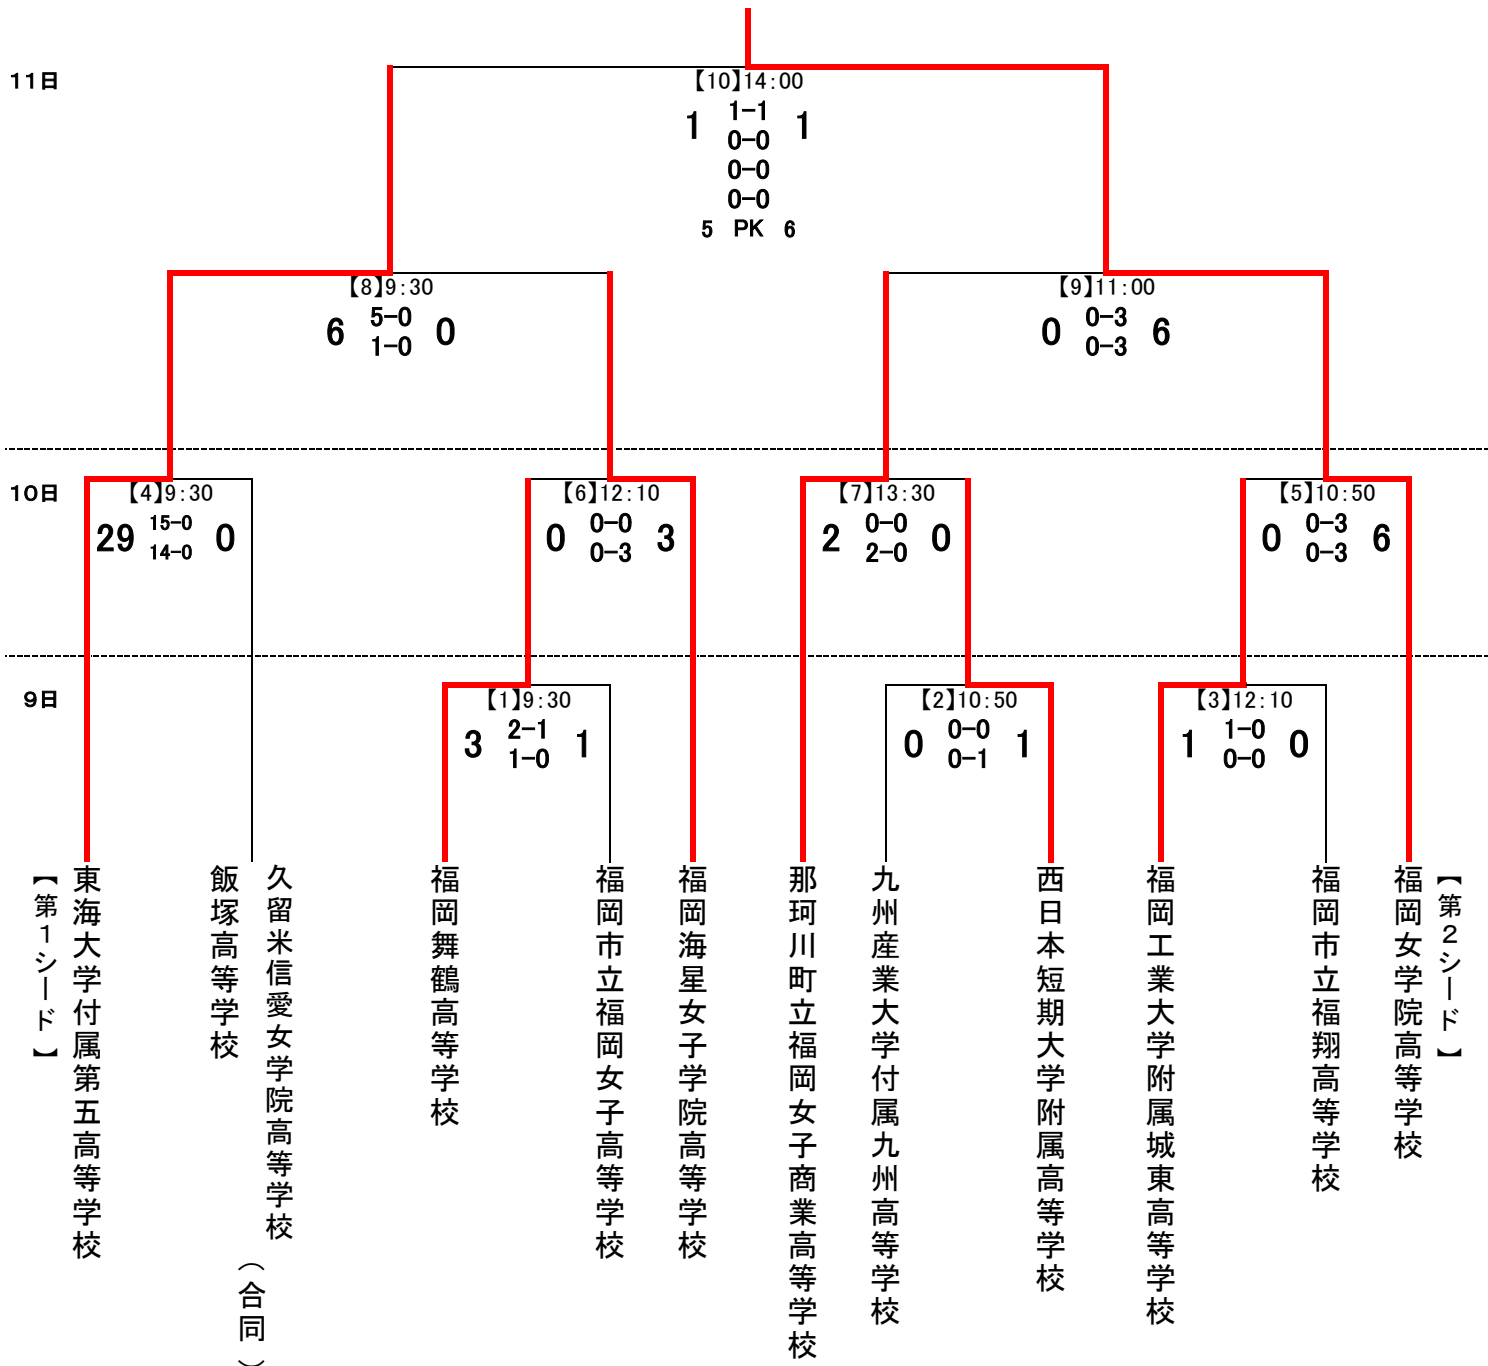 11日
【10】14:00
1 1-1 1
0-0
0-0
0-0
5 PK 6
【8】9:30
6 5-0 0
1-0
【9】11:00
0 0-3 6
0-3
10日
【4】9:30
29 15-0 0
14-0
【6】12:10
0 0-0 3
0-3
【7】13:30
2 0-0 0
2-0
【5】10:50
0 0-3 6
0-3
9日
【1】9:30
3 2-1 1
1-0
【2】10:50
0 0-0 1
0-1
【3】12:10
1 1-0 0
0-0
【第1シード】
東海大学付属第五高等学校
飯塚高等学校
久留米信愛女学院高等学校
（合同）
福岡舞鶴高等学校
福岡市立福岡女子高等学校
福岡海星女子学院高等学校
那珂川町立福岡女子商業高等学校
九州産業大学付属九州高等学校
西日本短期大学附属高等学校
福岡工業大学附属城東高等学校
福岡市立福翔高等学校
福岡女学院高等学校
【第2シード】